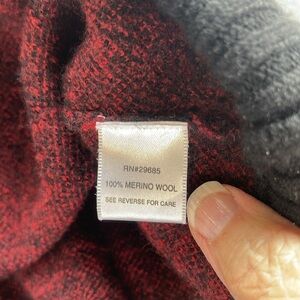 RN#29685
100% MERINO WOOL
SEE REVERSE FOR CARE